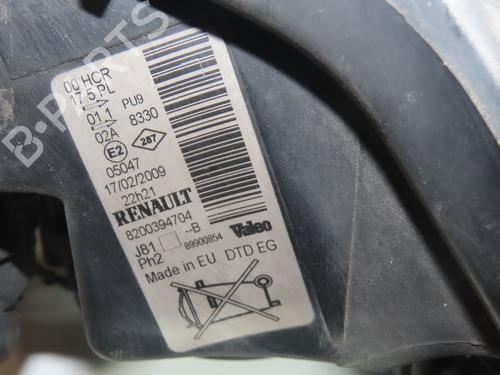 00 HCR
17.5 PL
01 1 PU9
02A 8330
E2 287
05047
17/02/2009
22h21
RENAULT
8200394704
J81 --B Valeo
Ph2 89900854
Made in EU DTD EG
B-PARTS